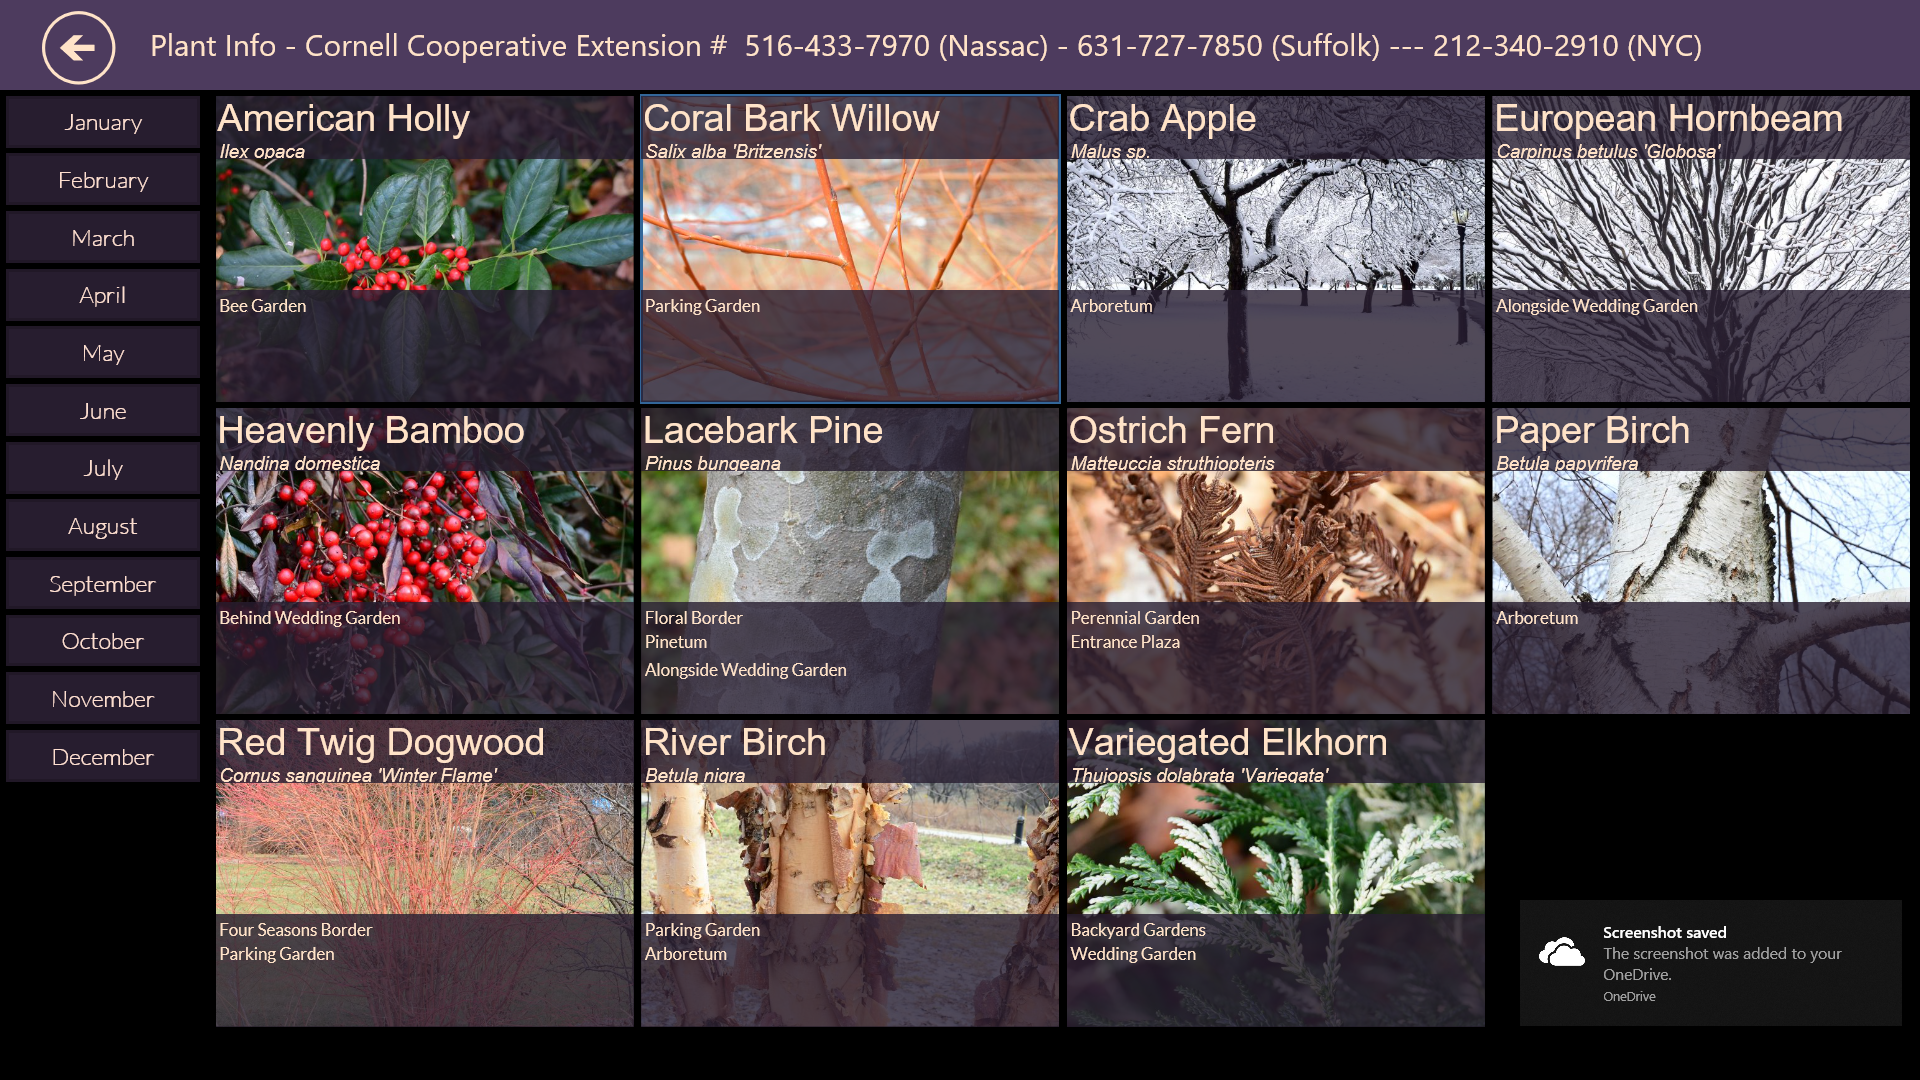 Plant Info - Cornell Cooperative Extension #  516-433-7970 (Nassac) - 631-727-7850 (Suffolk) --- 212-340-2910 (NYC)
January
February
March
April
May
June
July
August
September
October
November
December
American Holly
Ilex opaca
Bee Garden
Coral Bark Willow
Salix alba 'Britzensis'
Parking Garden
Crab Apple
Malus sp.
Arboretum
European Hornbeam
Carpinus betulus 'Globosa'
Alongside Wedding Garden
Heavenly Bamboo
Nandina domestica
Behind Wedding Garden
Lacebark Pine
Pinus bungeana
Floral Border
Pinetum
Alongside Wedding Garden
Ostrich Fern
Matteuccia struthiopteris
Perennial Garden
Entrance Plaza
Paper Birch
Betula papyrifera
Arboretum
Red Twig Dogwood
Cornus sanguinea 'Winter Flame'
Four Seasons Border
Parking Garden
River Birch
Betula nigra
Parking Garden
Arboretum
Variegated Elkhorn
Thujopsis dolabrata 'Variegata'
Backyard Gardens
Wedding Garden
Screenshot saved
The screenshot was added to your
OneDrive.
OneDrive